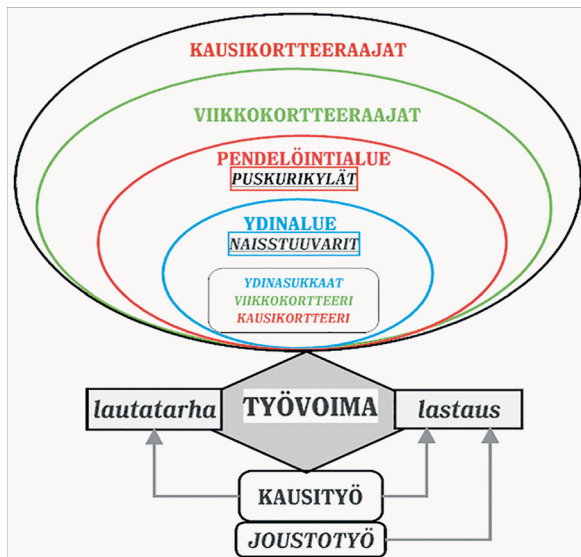 KAUSIKORTTEERAAJAT
VIIKKOKORTTEERAAJAT
PENDELÖINTIALUE
PUSKURIKYLÄT
YDINALUE
NAISSTUUVARIT
YDINASUKKAAT
VIIKKOKORTTEERI
KAUSIKORTTEERI
lautatarha TYÖVOIMA lastaus
KAUSITYÖ
JOUSTOTYÖ